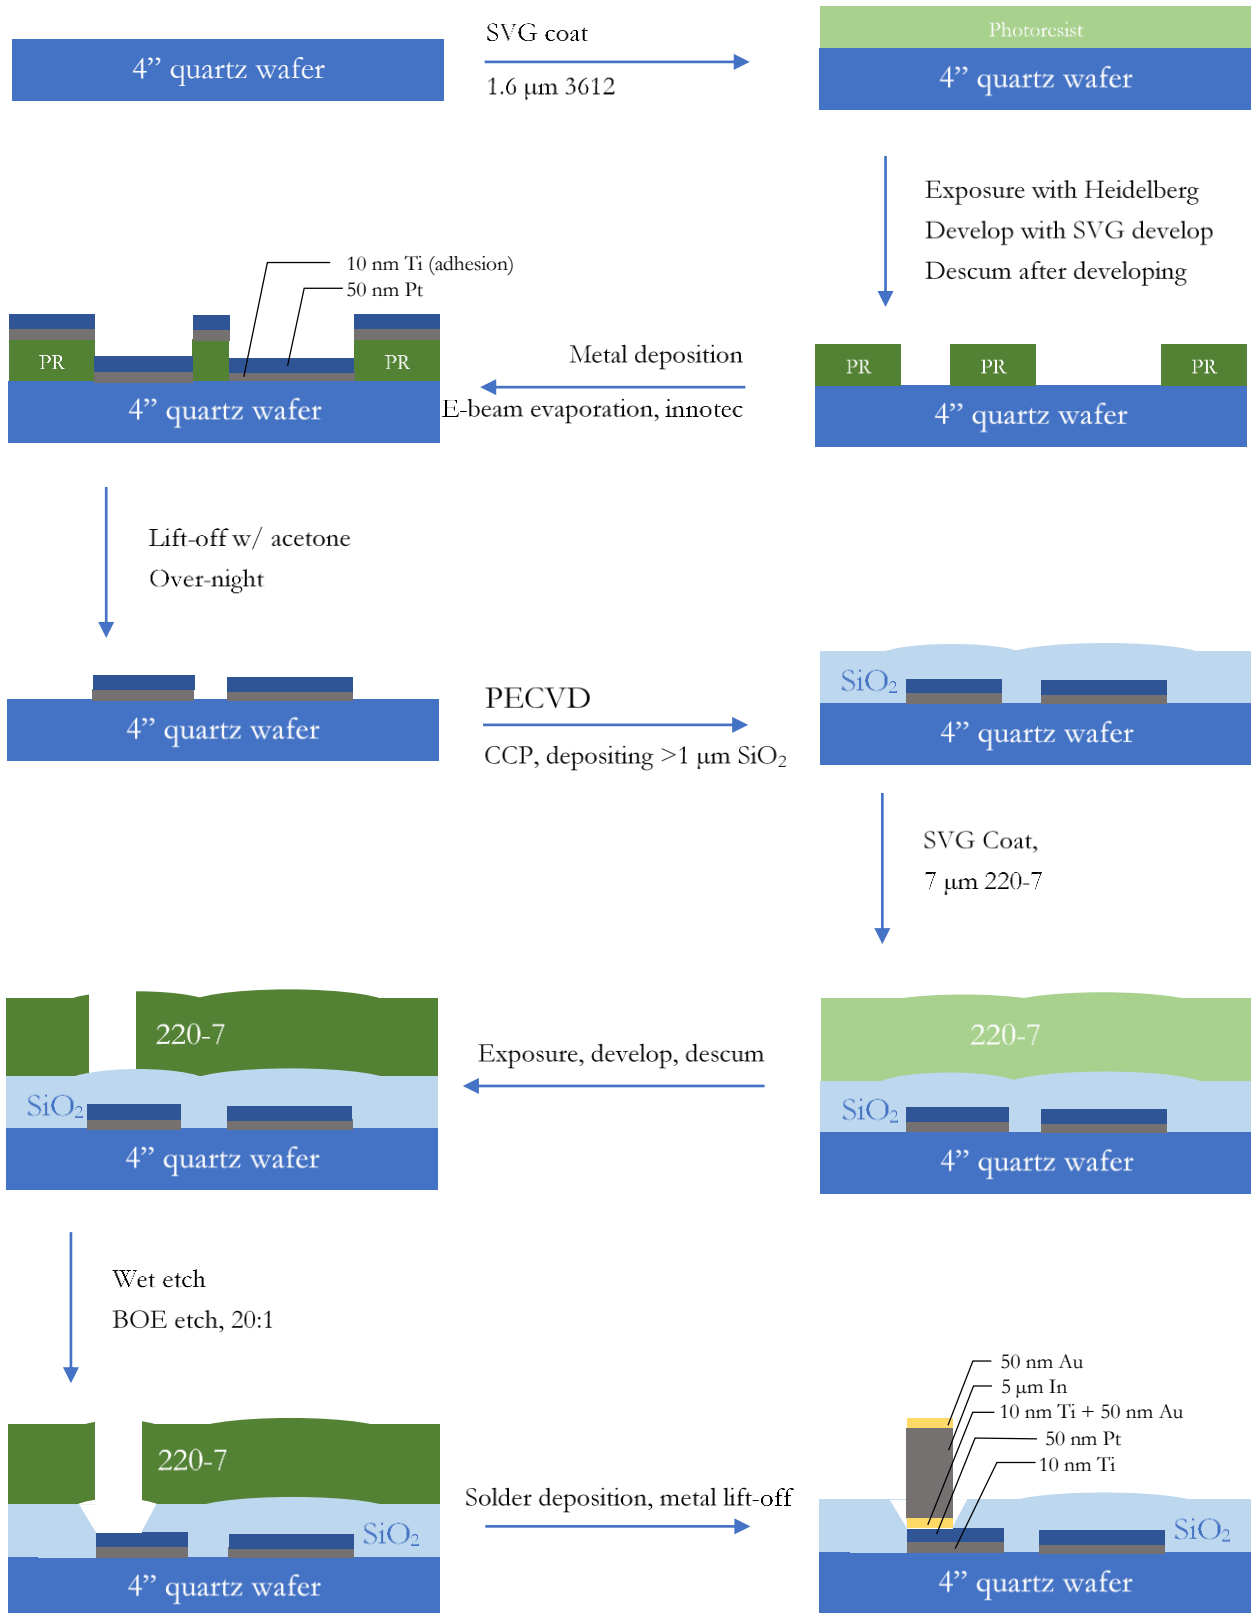 4” quartz wafer
SVG coat
1.6 µm 3612
Photoresist
4” quartz wafer
Exposure with Heidelberg
Develop with SVG develop
Descum after developing
PR
PR
PR
4” quartz wafer
Metal deposition
E-beam evaporation, innotec
10 nm Ti (adhesion)
50 nm Pt
PR
PR
4” quartz wafer
Lift-off w/ acetone
Over-night
4” quartz wafer
PECVD
CCP, depositing >1 µm SiO₂
SiO₂
4” quartz wafer
SVG Coat,
7 µm 220-7
220-7
SiO₂
4” quartz wafer
Exposure, develop, descum
220-7
SiO₂
4” quartz wafer
Wet etch
BOE etch, 20:1
220-7
SiO₂
4” quartz wafer
Solder deposition, metal lift-off
50 nm Au
5 µm In
10 nm Ti + 50 nm Au
50 nm Pt
10 nm Ti
SiO₂
4” quartz wafer